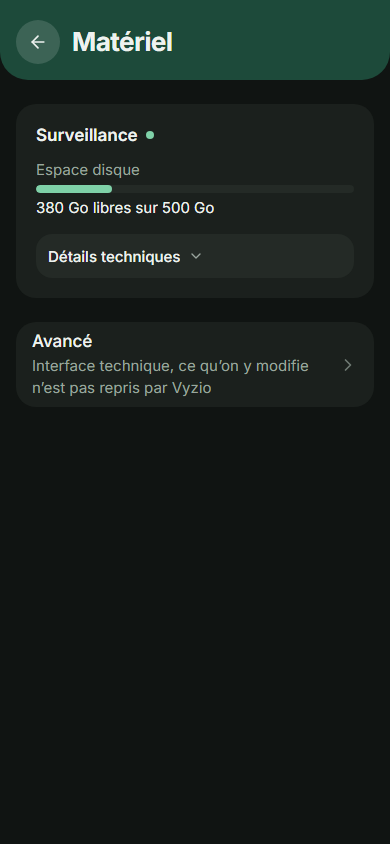 Matériel
Surveillance
Espace disque
380 Go libres sur 500 Go
Détails techniques
Avancé
Interface technique, ce qu’on y modifie
n’est pas repris par Vyzio